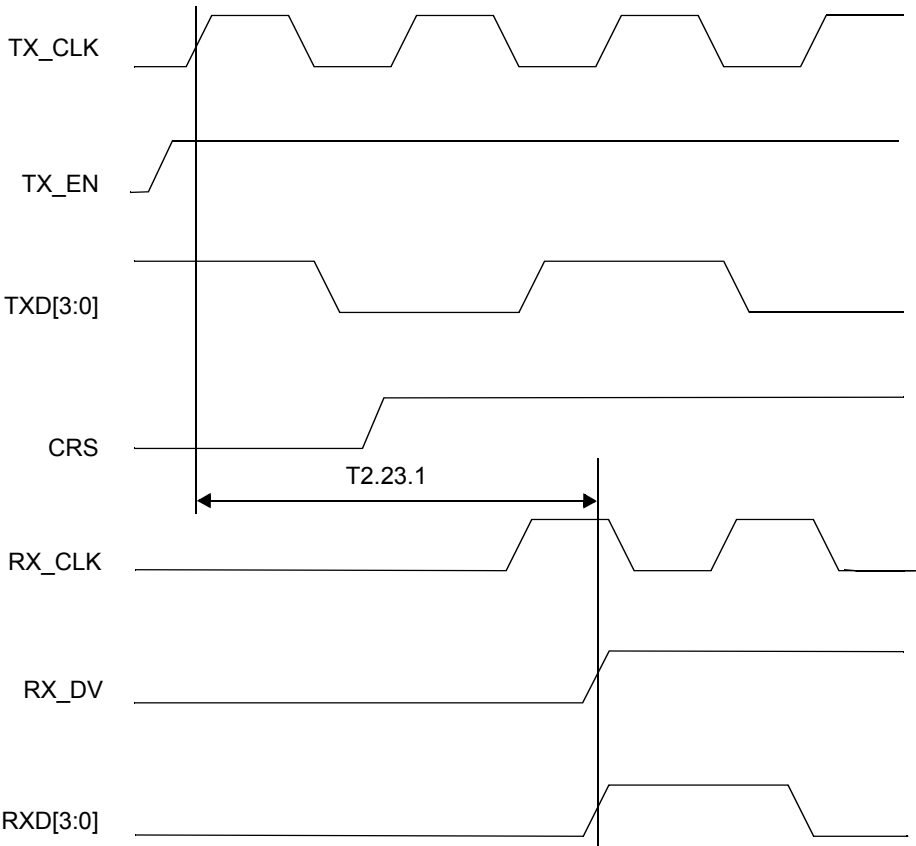 TX_CLK
TX_EN
TXD[3:0]
CRS
T2.23.1
RX_CLK
RX_DV
RXD[3:0]